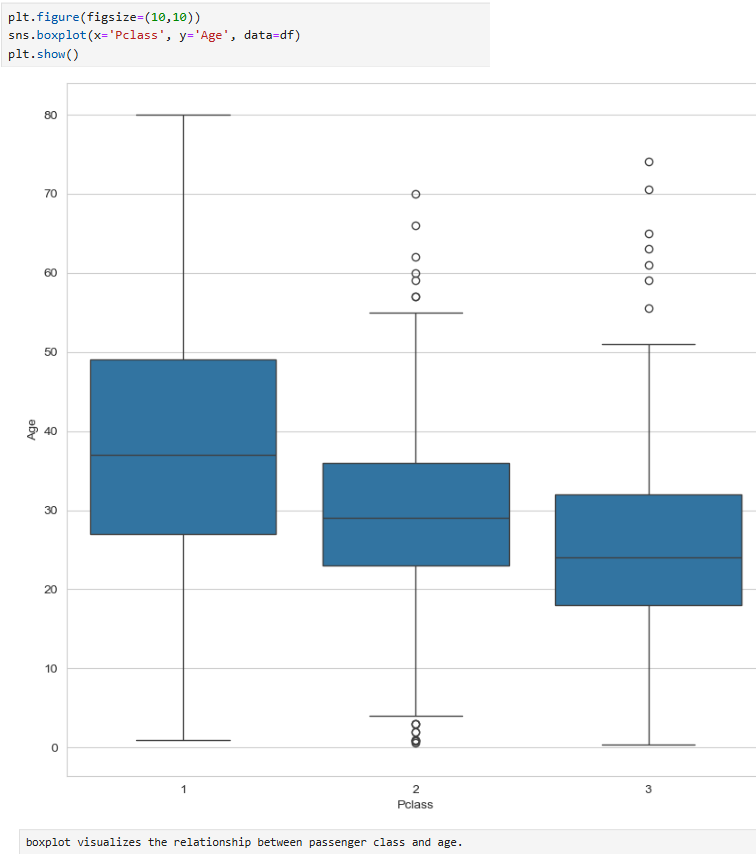 plt.figure(figsize=(10,10))
sns.boxplot(x='Pclass', y='Age', data=df)
plt.show()
80
70
60
50
40
30
20
10
0
Age
1
2
3
Pclass
boxplot visualizes the relationship between passenger class and age.